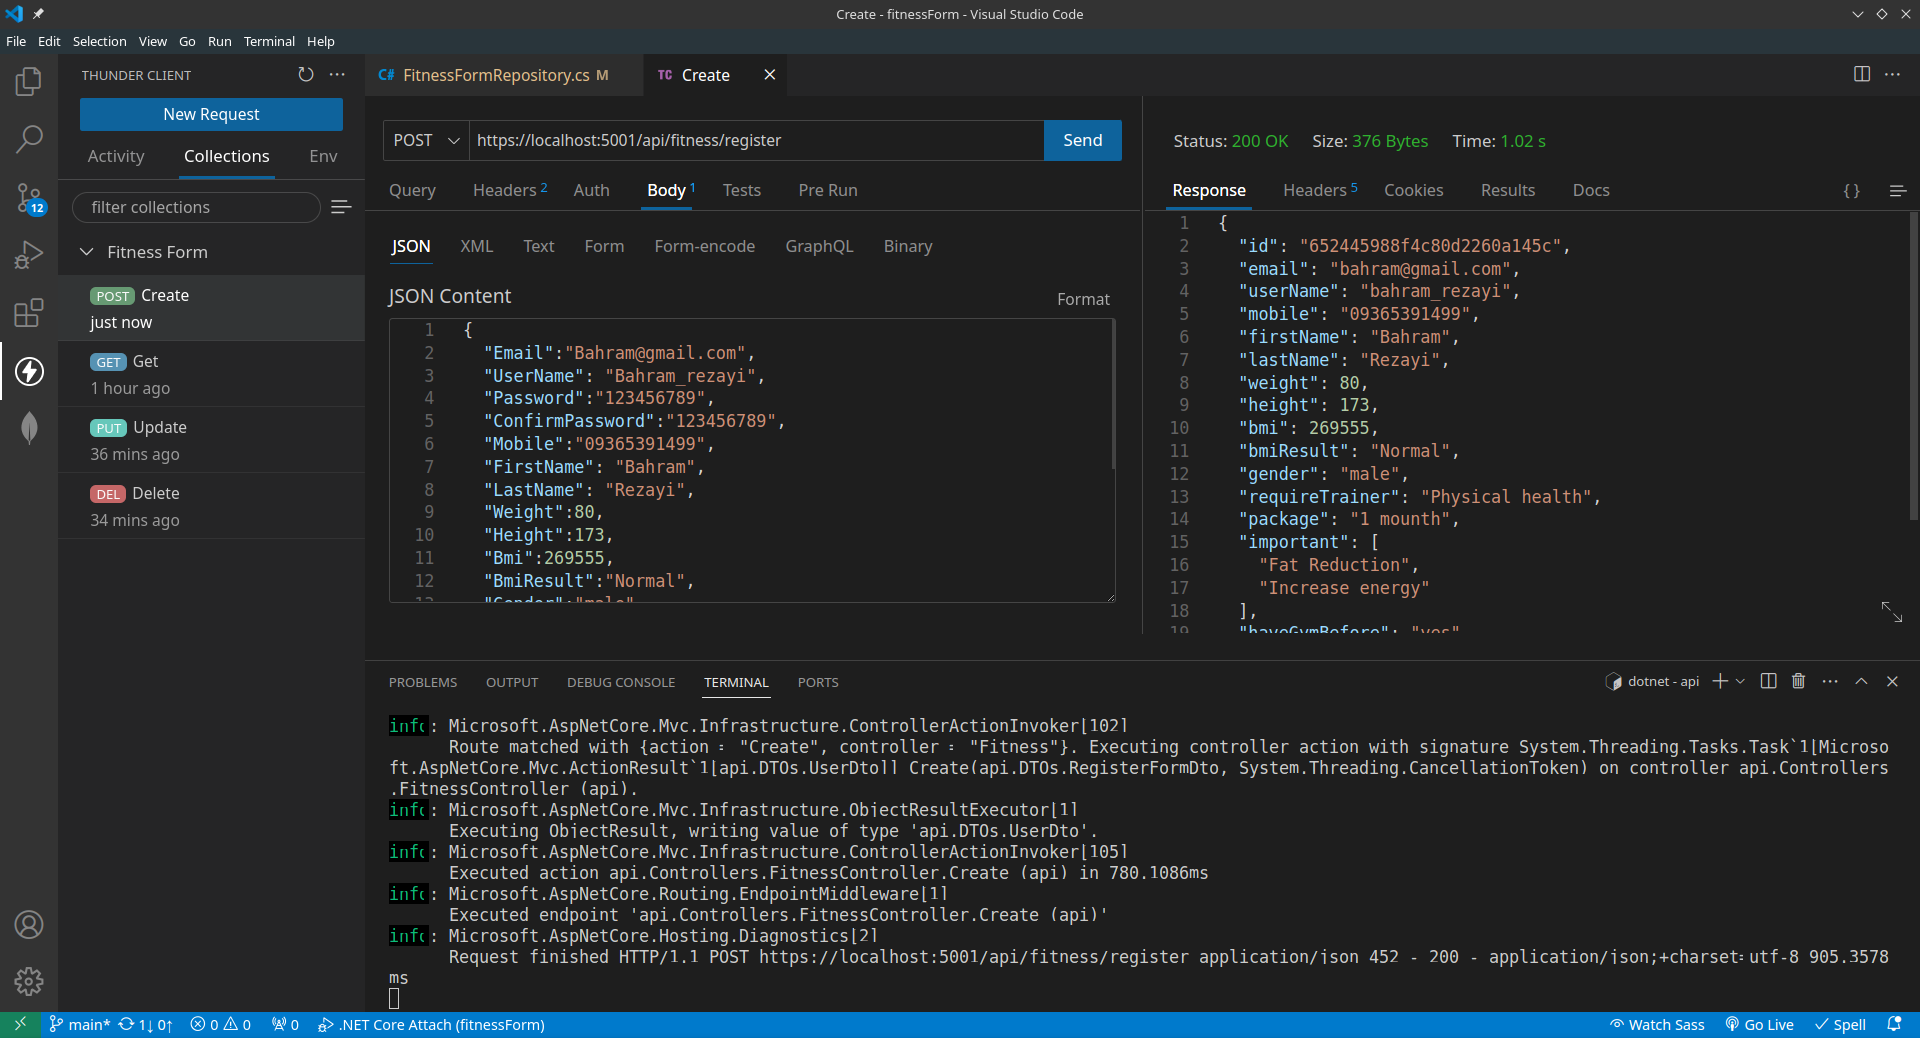 Create - fitnessForm - Visual Studio Code
File Edit Selection View Go Run Terminal Help
THUNDER CLIENT
New Request
Activity Collections Env
filter collections
Fitness Form
POST Create
just now
GET Get
1 hour ago
PUT Update
36 mins ago
DEL Delete
34 mins ago
12
C# FitnessFormRepository.cs M
TC Create
POST https://localhost:5001/api/fitness/register Send
Query Headers 2 Auth Body 1 Tests Pre Run
JSON XML Text Form Form-encode GraphQL Binary
JSON Content
Format
1 {
2 "Email":"Bahram@gmail.com",
3 "UserName": "Bahram_rezayi",
4 "Password":"123456789",
5 "ConfirmPassword":"123456789",
6 "Mobile":"09365391499",
7 "FirstName": "Bahram",
8 "LastName": "Rezayi",
9 "Weight":80,
10 "Height":173,
11 "Bmi":269555,
12 "BmiResult":"Normal",
13 "Gender":"male"
Status: 200 OK Size: 376 Bytes Time: 1.02 s
Response Headers 5 Cookies Results Docs { }
1 {
2 "id": "652445988f4c80d2260a145c",
3 "email": "bahram@gmail.com",
4 "userName": "bahram_rezayi",
5 "mobile": "09365391499",
6 "firstName": "Bahram",
7 "lastName": "Rezayi",
8 "weight": 80,
9 "height": 173,
10 "bmi": 269555,
11 "bmiResult": "Normal",
12 "gender": "male",
13 "requireTrainer": "Physical health",
14 "package": "1 mounth",
15 "important": [
16 "Fat Reduction",
17 "Increase energy"
18 ],
19 "haveGymBefore": "yes"
PROBLEMS OUTPUT DEBUG CONSOLE TERMINAL PORTS
dotnet - api
info: Microsoft.AspNetCore.Mvc.Infrastructure.ControllerActionInvoker[102]
Route matched with {action = "Create", controller = "Fitness"}. Executing controller action with signature System.Threading.Tasks.Task`1[Microso
ft.AspNetCore.Mvc.ActionResult`1[api.DTOs.UserDto]] Create(api.DTOs.RegisterFormDto, System.Threading.CancellationToken) on controller api.Controllers
.FitnessController (api).
info: Microsoft.AspNetCore.Mvc.Infrastructure.ObjectResultExecutor[1]
Executing ObjectResult, writing value of type 'api.DTOs.UserDto'.
info: Microsoft.AspNetCore.Mvc.Infrastructure.ControllerActionInvoker[105]
Executed action api.Controllers.FitnessController.Create (api) in 780.1086ms
info: Microsoft.AspNetCore.Routing.EndpointMiddleware[1]
Executed endpoint 'api.Controllers.FitnessController.Create (api)'
info: Microsoft.AspNetCore.Hosting.Diagnostics[2]
Request finished HTTP/1.1 POST https://localhost:5001/api/fitness/register application/json 452 - 200 - application/json;+charset=utf-8 905.3578
ms
main* 1↓ 0↑ 0 0 0 .NET Core Attach (fitnessForm)
Watch Sass Go Live Spell